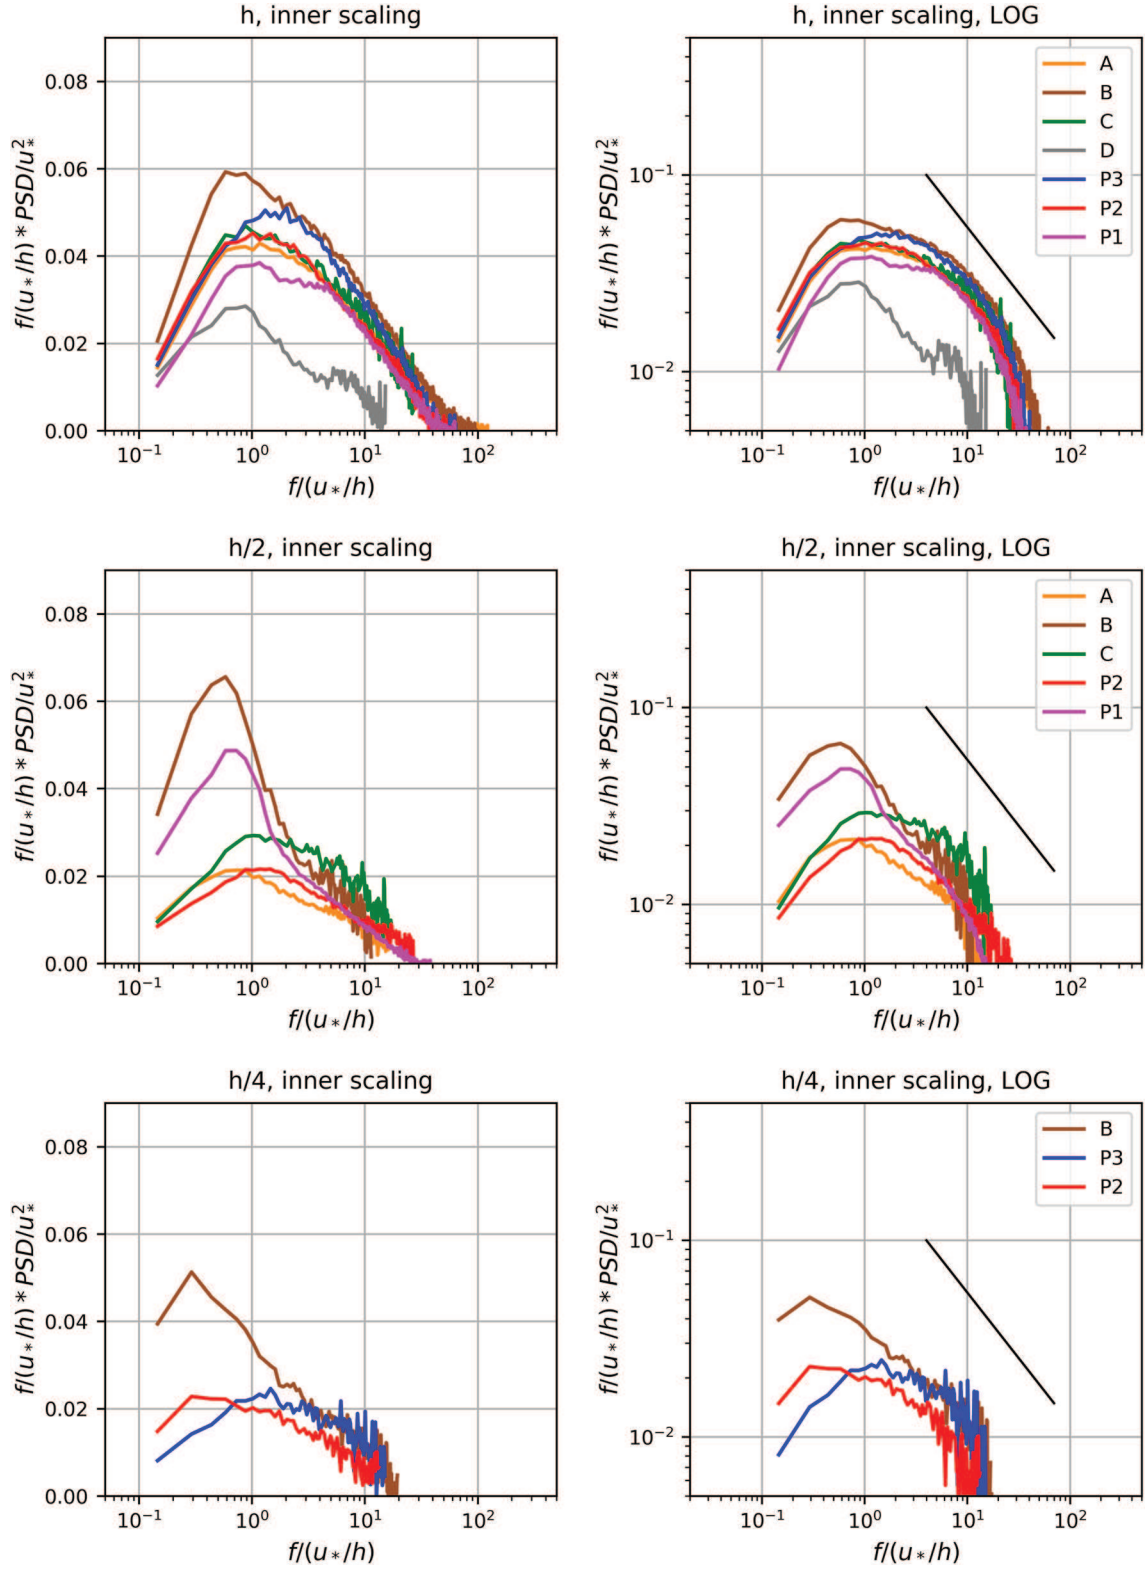 h, inner scaling
h, inner scaling, LOG
f/(u*/h) * PSD/u*²
0.08
0.06
0.04
0.02
0.00
10⁻¹
10⁰
10¹
10²
f/(u*/h)
f/(u*/h) * PSD/u*²
10⁻¹
10⁻²
10⁻¹
10⁰
10¹
10²
f/(u*/h)
A
B
C
D
P3
P2
P1
h/2, inner scaling
h/2, inner scaling, LOG
f/(u*/h) * PSD/u*²
0.08
0.06
0.04
0.02
0.00
10⁻¹
10⁰
10¹
10²
f/(u*/h)
f/(u*/h) * PSD/u*²
10⁻¹
10⁻²
10⁻¹
10⁰
10¹
10²
f/(u*/h)
A
B
C
P2
P1
h/4, inner scaling
h/4, inner scaling, LOG
f/(u*/h) * PSD/u*²
0.08
0.06
0.04
0.02
0.00
10⁻¹
10⁰
10¹
10²
f/(u*/h)
f/(u*/h) * PSD/u*²
10⁻¹
10⁻²
10⁻¹
10⁰
10¹
10²
f/(u*/h)
B
P3
P2